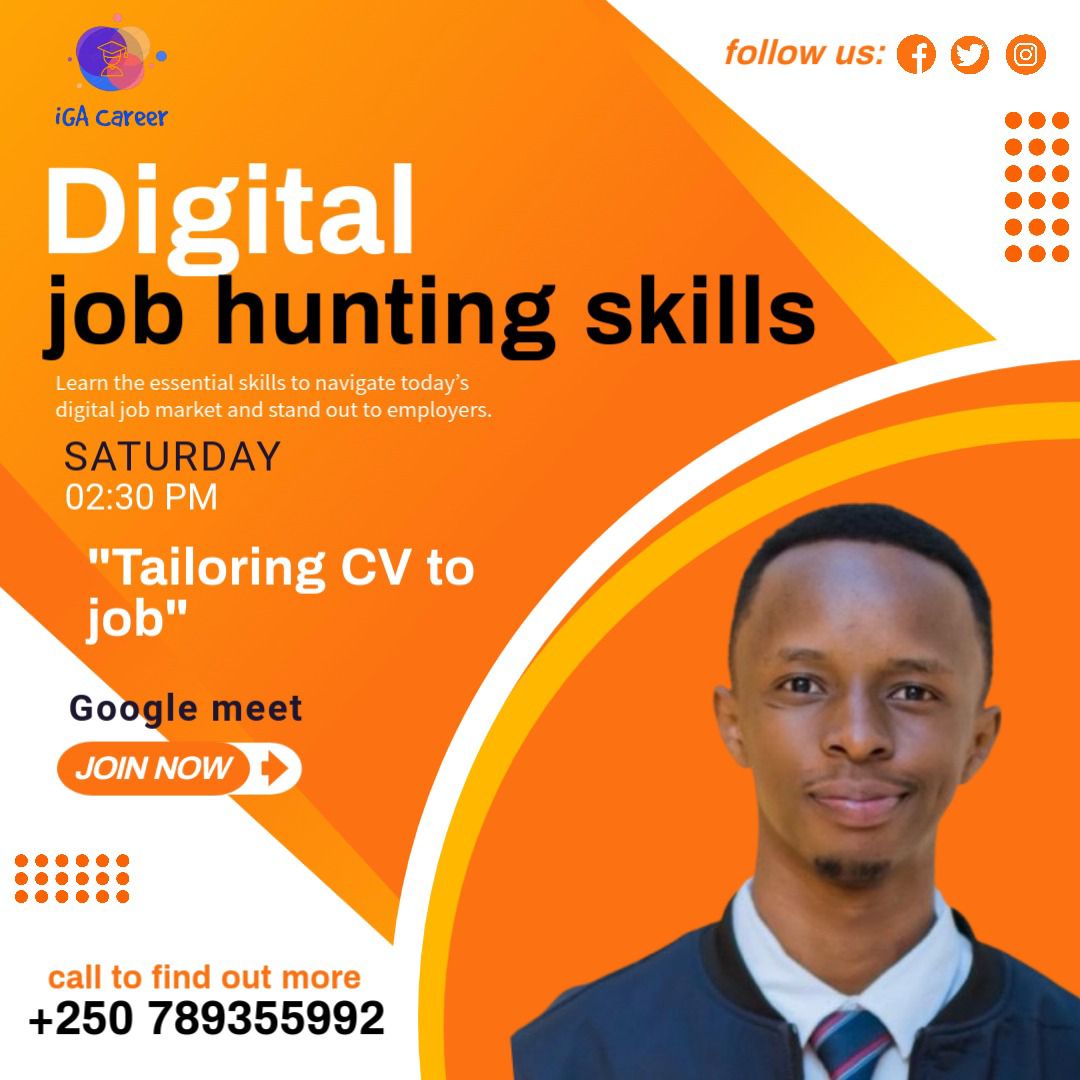 iGA Career
follow us:
Digital
job hunting skills
Learn the essential skills to navigate today’s
digital job market and stand out to employers.
SATURDAY
02:30 PM
"Tailoring CV to
job"
Google meet
JOIN NOW
call to find out more
+250 789355992